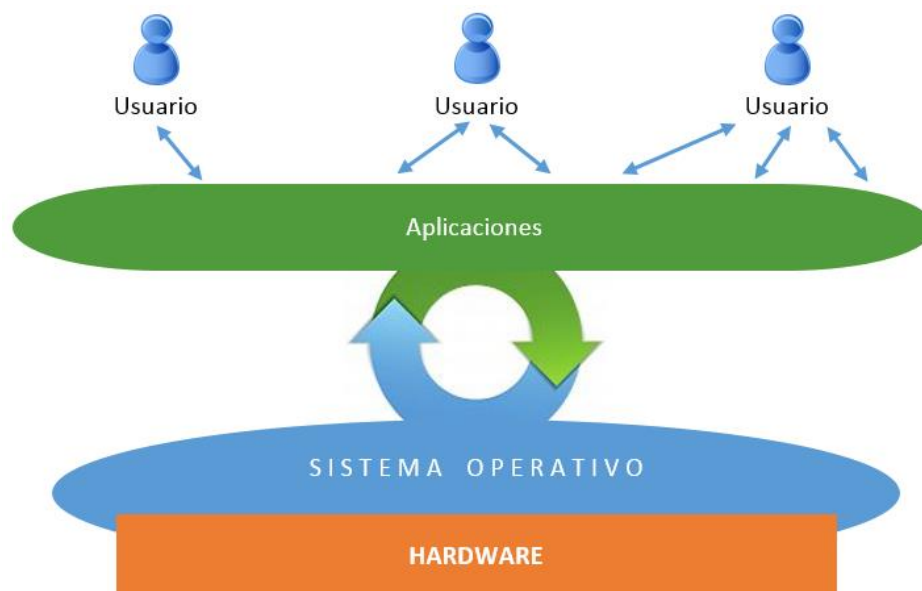 Usuario
Usuario
Usuario
Aplicaciones
SISTEMA OPERATIVO
HARDWARE